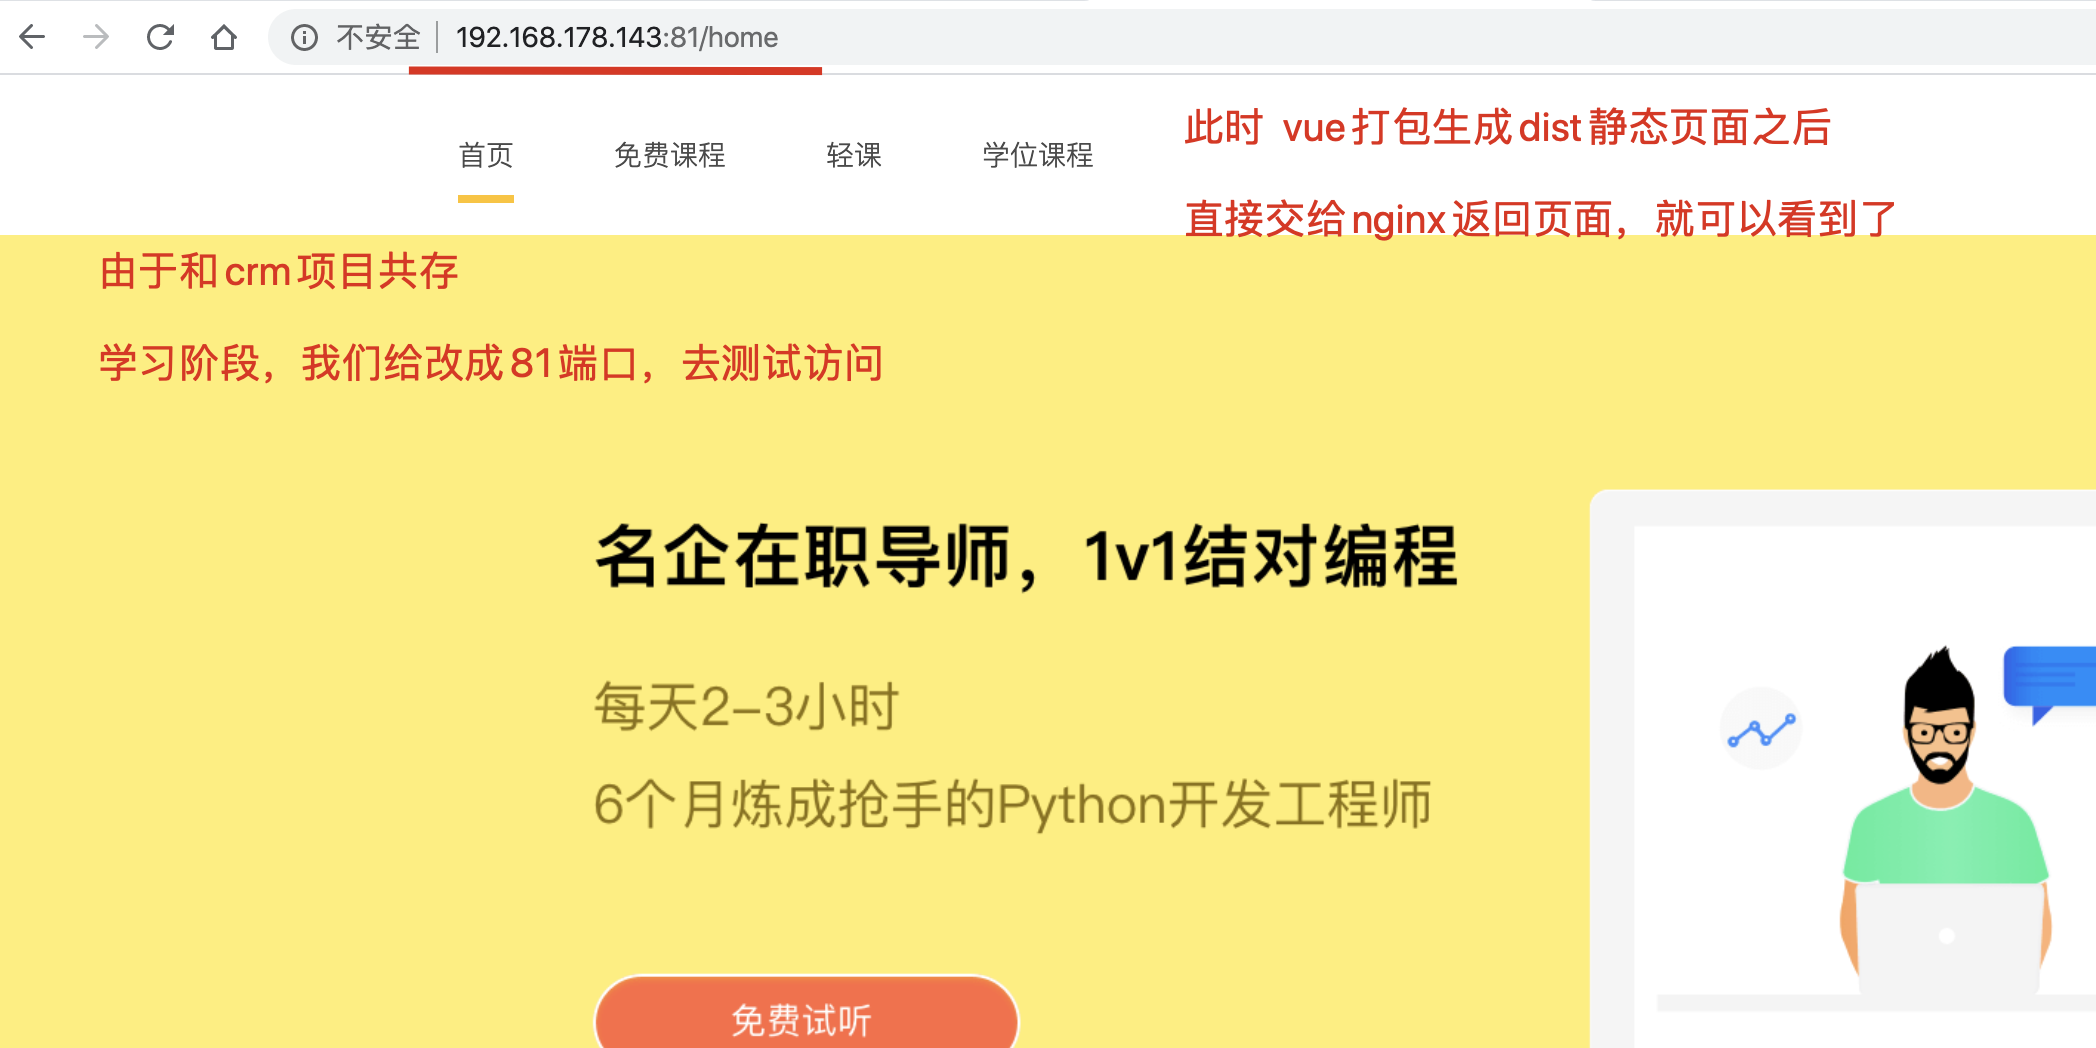 不安全 192.168.178.143:81/home
此时 vue打包生成dist静态页面之后
首页 免费课程 轻课 学位课程
直接交给nginx返回页面，就可以看到了
由于和crm项目共存
学习阶段，我们给改成81端口，去测试访问
名企在职导师，1v1结对编程
每天2-3小时
6个月炼成抢手的Python开发工程师
免费试听